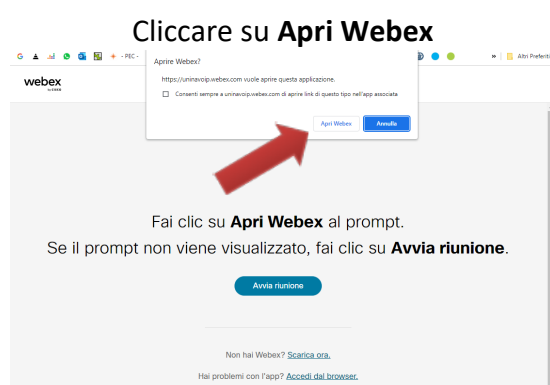 Cliccare su Apri Webex
G
- PEC -
»
Altri Preferiti
webex
by CISCO
Aprire Webex?
https://uninavoip.webex.com vuole aprire questa applicazione.
Consenti sempre a uninavoip.webex.com di aprire link di questo tipo nell'app associata
Apri Webex
Annulla
Fai clic su Apri Webex al prompt.
Se il prompt non viene visualizzato, fai clic su Avvia riunione.
Avvia riunione
Non hai Webex? Scarica ora.
Hai problemi con l'app? Accedi dal browser.